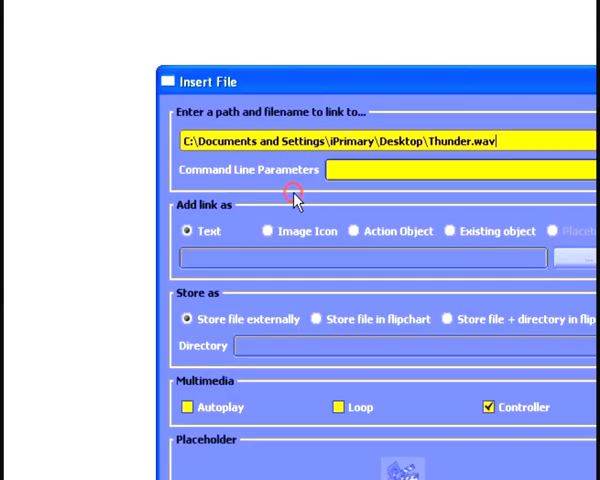 Insert File
Enter a path and filename to link to...
C:\Documents and Settings\iPrimary\Desktop\Thunder.wav
Command Line Parameters
Add link as
Text Image Icon Action Object Existing object
...
Store as
Store file externally Store file in flipchart Store file + directory in flip
Directory
Multimedia
Autoplay Loop Controller
Placeholder